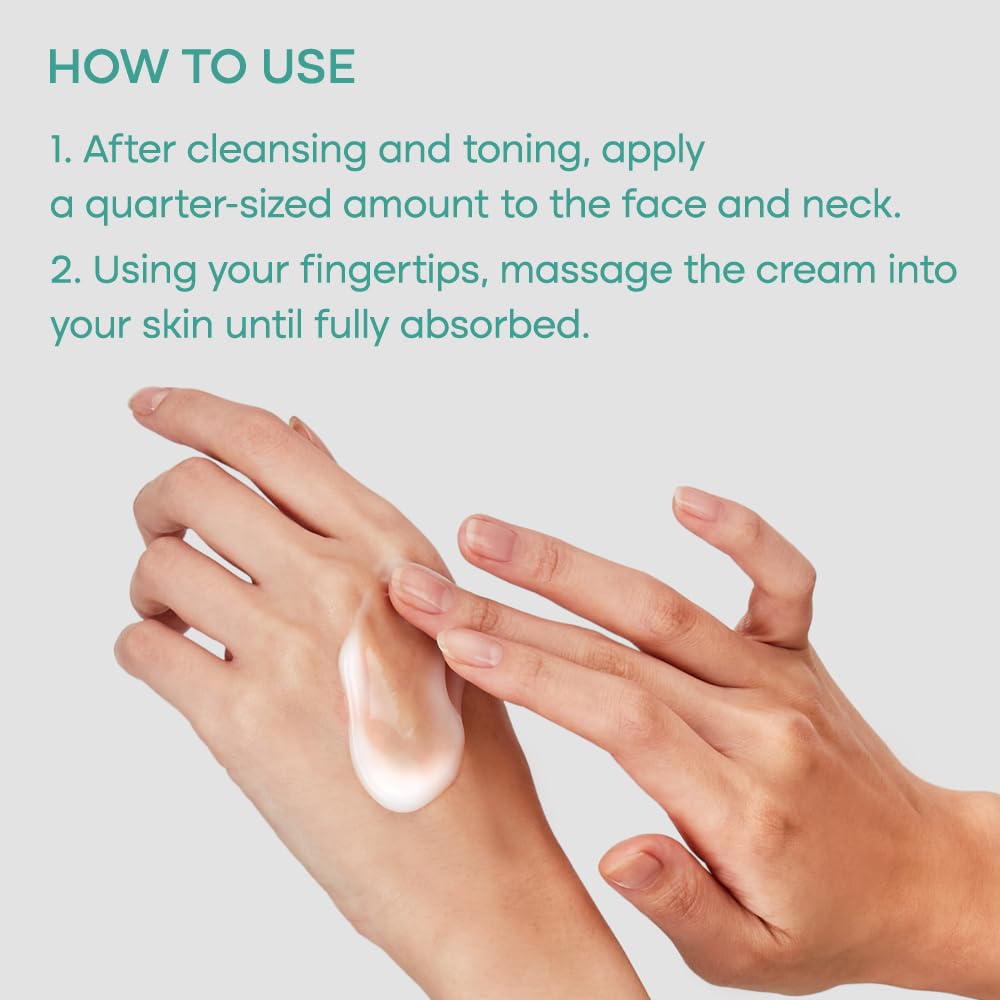 HOW TO USE
1. After cleansing and toning, apply
a quarter-sized amount to the face and neck.
2. Using your fingertips, massage the cream into
your skin until fully absorbed.